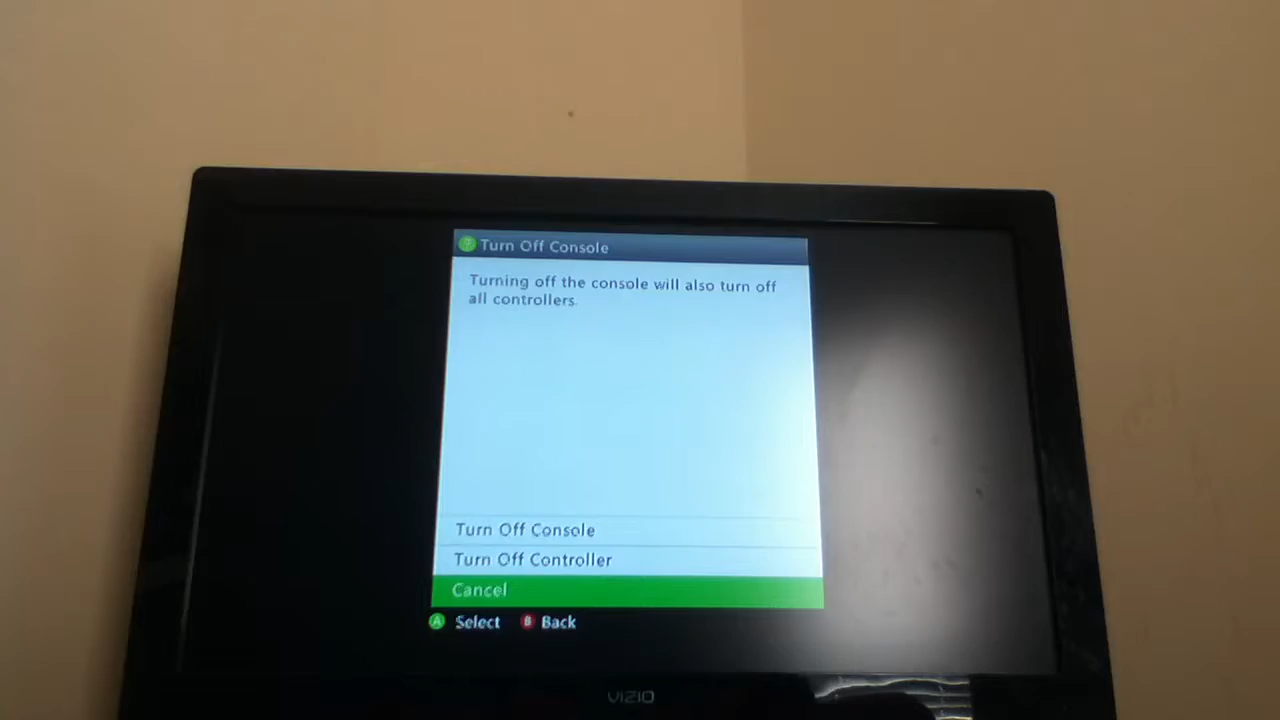 Turn Off Console
Turning off the console will also turn off
all controllers.
Turn Off Console
Turn Off Controller
Cancel
A Select B Back
VIZIO